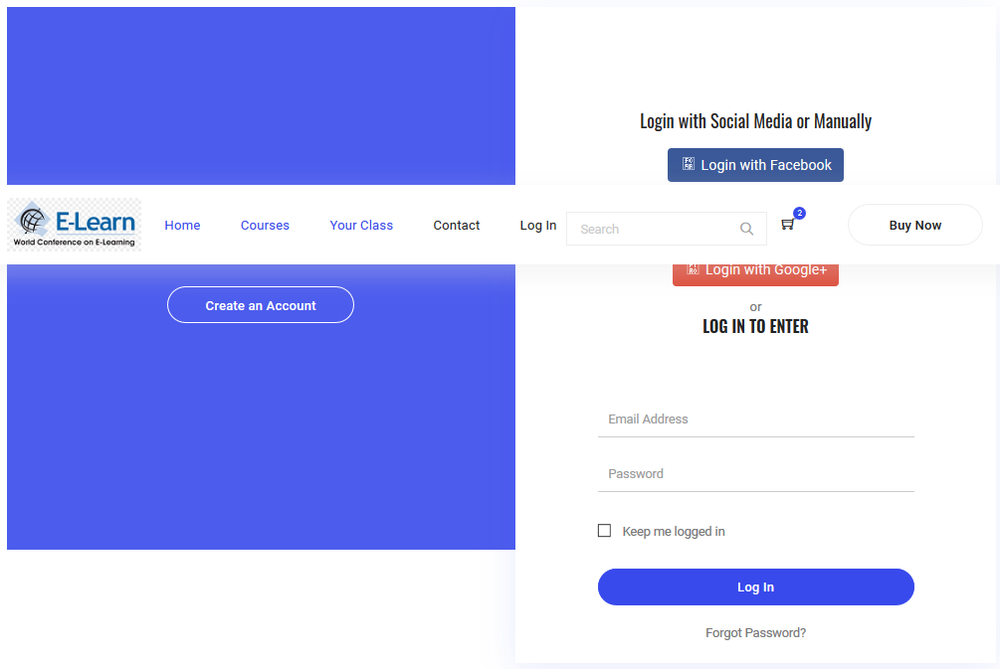 Login with Social Media or Manually
Login with Facebook
E-Learn
World Conference on E-Learning
Home
Courses
Your Class
Contact
Log In
Search
2
Buy Now
Login with Google+
Create an Account
or
LOG IN TO ENTER
Email Address
Password
Keep me logged in
Log In
Forgot Password?